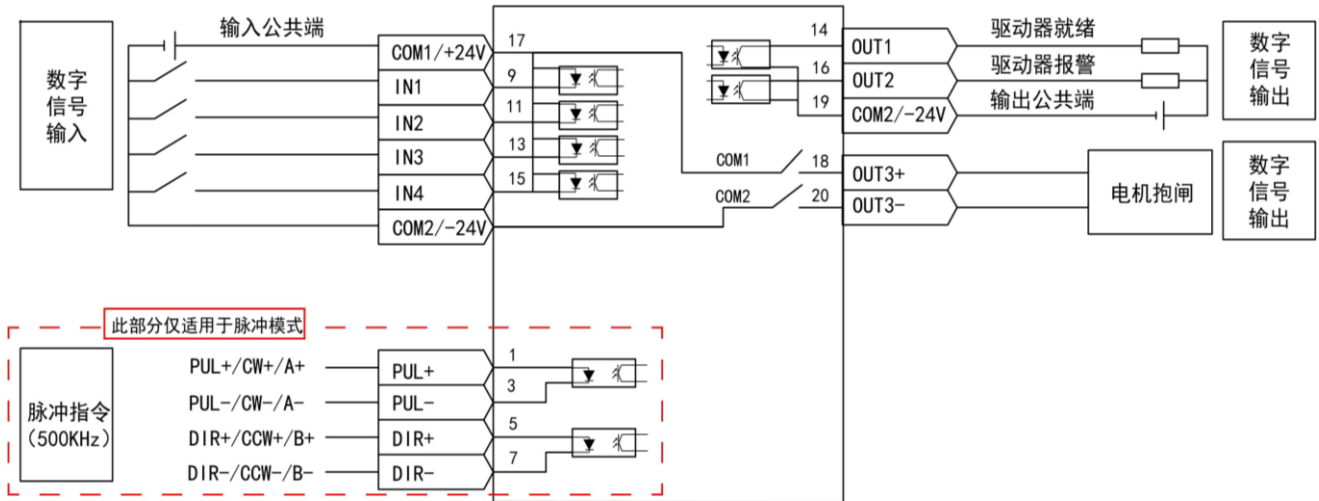 数字
信号
输入
输入公共端
COM1/+24V
IN1
IN2
IN3
IN4
COM2/-24V
17
9
11
13
15
COM1
COM2
14
16
19
18
20
OUT1
OUT2
COM2/-24V
OUT3+
OUT3-
驱动器就绪
驱动器报警
输出公共端
电机抱闸
数字
信号
输出
数字
信号
输出
此部分仅适用于脉冲模式
脉冲指令
(500KHz)
PUL+/CW+/A+
PUL-/CW-/A-
DIR+/CCW+/B+
DIR-/CCW-/B-
PUL+
PUL-
DIR+
DIR-
1
3
5
7